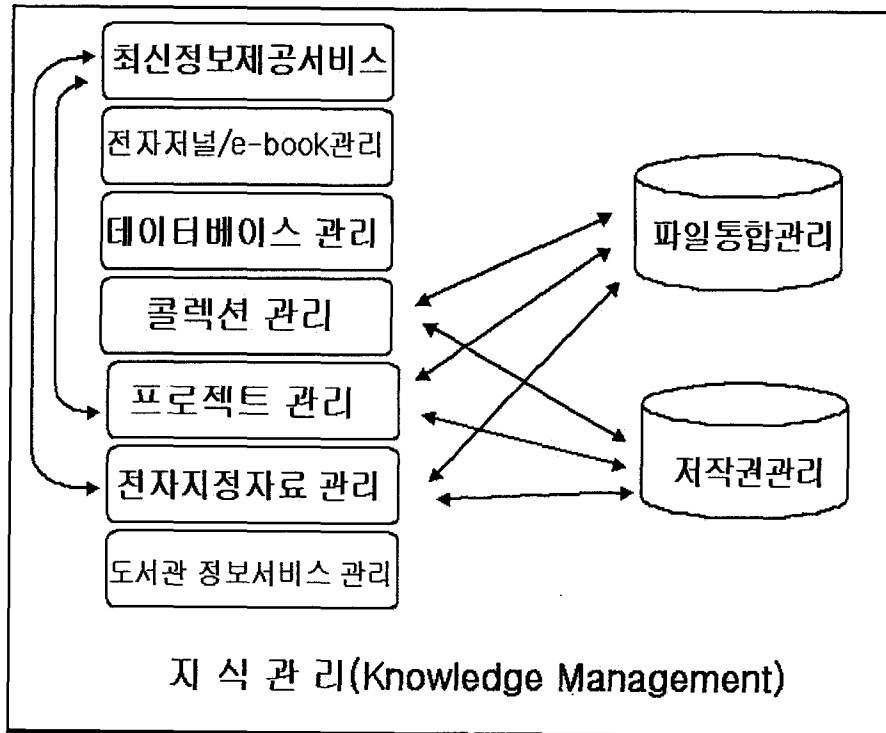 최신정보제공서비스
전자저널/e-book관리
데이터베이스 관리
콜렉션 관리
프로젝트 관리
전자지정자료 관리
도서관 정보서비스 관리
파일통합관리
저작권관리
지 식 관 리(Knowledge Management)